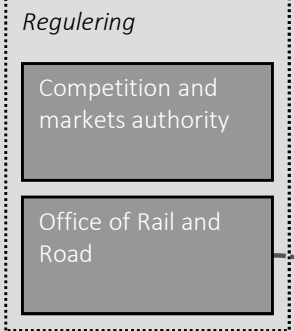 Regulering
Competition and
markets authority
Office of Rail and
Road